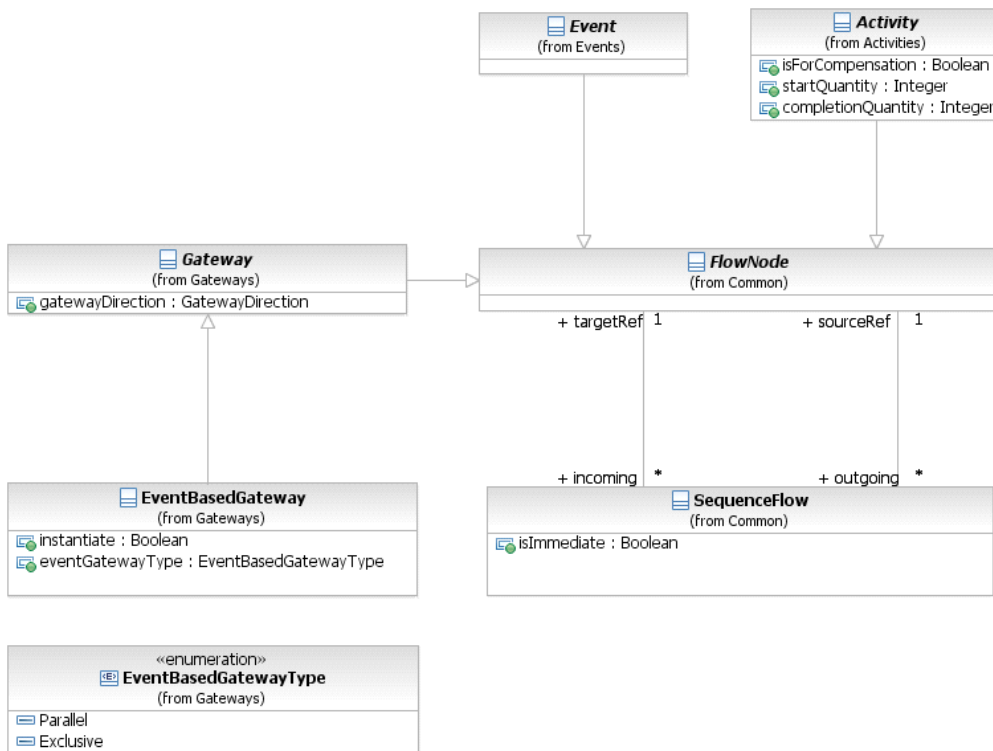 Event
(from Events)
Activity
(from Activities)
isForCompensation : Boolean
startQuantity : Integer
completionQuantity : Integer
Gateway
(from Gateways)
gatewayDirection : GatewayDirection
FlowNode
(from Common)
+ targetRef 1
+ sourceRef 1
+ incoming *
+ outgoing *
EventBasedGateway
(from Gateways)
instantiate : Boolean
eventGatewayType : EventBasedGatewayType
SequenceFlow
(from Common)
isImmediate : Boolean
«enumeration»
EventBasedGatewayType
(from Gateways)
Parallel
Exclusive